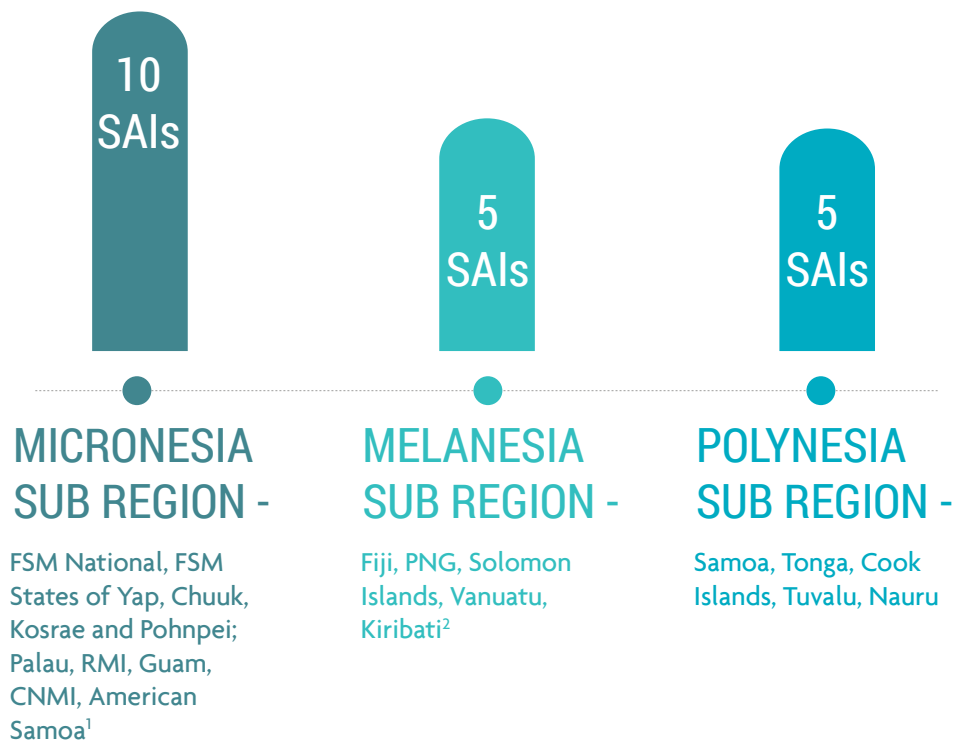 10
SAIs
5
SAIs
5
SAIs
MICRONESIA
SUB REGION -
FSM National, FSM
States of Yap, Chuuk,
Kosrae and Pohnpei;
Palau, RMI, Guam,
CNMI, American
Samoa¹
MELANESIA
SUB REGION -
Fiji, PNG, Solomon
Islands, Vanuatu,
Kiribati²
POLYNESIA
SUB REGION -
Samoa, Tonga, Cook
Islands, Tuvalu, Nauru